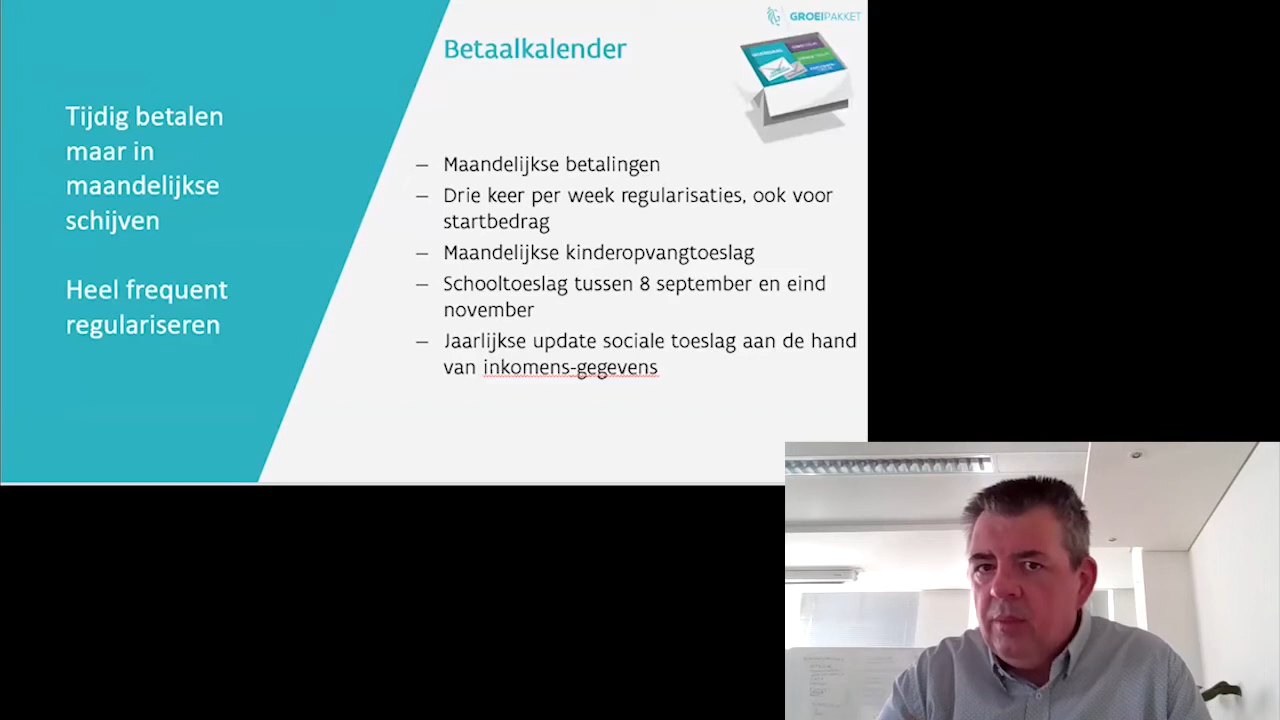 GROEIPAKKET
Betaalkalender
Tijdig betalen
maar in
maandelijkse
schijven
Heel frequent
regulariseren
– Maandelijkse betalingen
– Drie keer per week regularisaties, ook voor
startbedrag
– Maandelijkse kinderopvangtoeslag
– Schooltoeslag tussen 8 september en eind
november
– Jaarlijkse update sociale toeslag aan de hand
van inkomens-gegevens